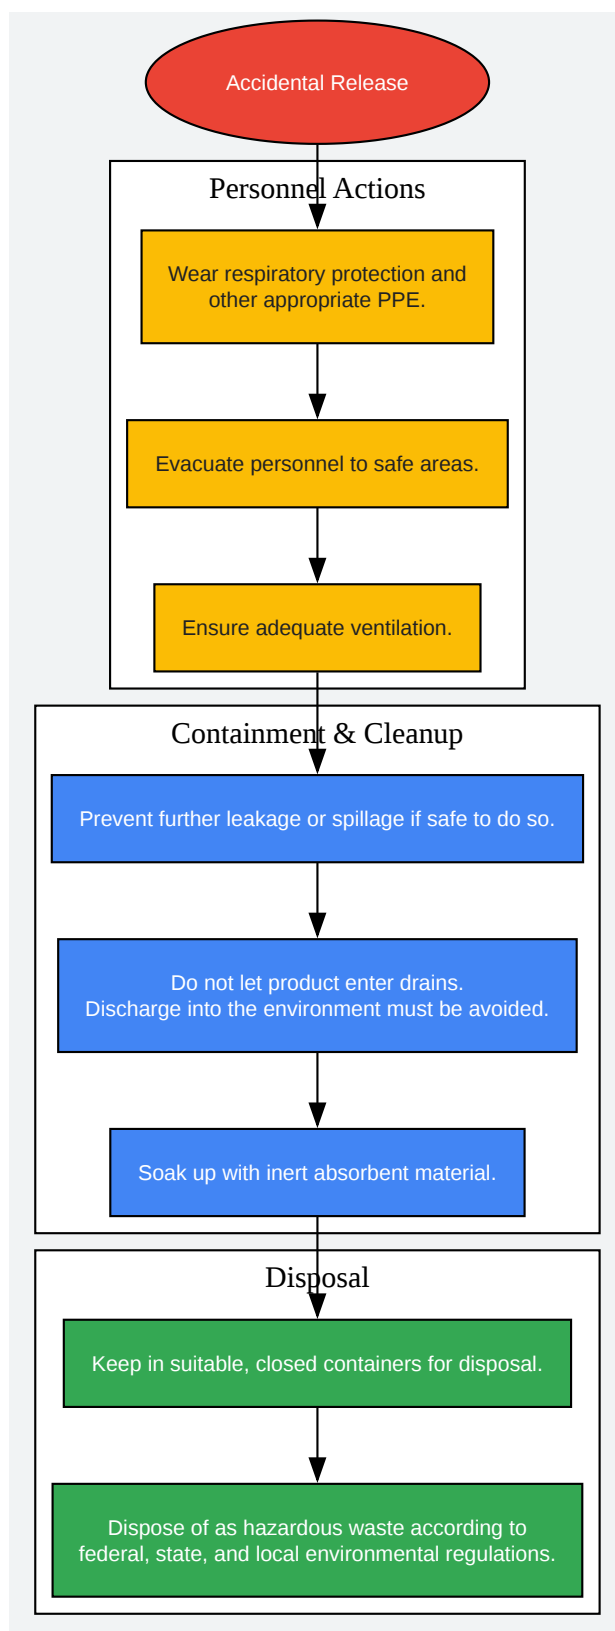 Accidental Release
Personnel Actions
Wear respiratory protection and
other appropriate PPE.
Evacuate personnel to safe areas.
Ensure adequate ventilation.
Containment & Cleanup
Prevent further leakage or spillage if safe to do so.
Do not let product enter drains.
Discharge into the environment must be avoided.
Soak up with inert absorbent material.
Disposal
Keep in suitable, closed containers for disposal.
Dispose of as hazardous waste according to
federal, state, and local environmental regulations.